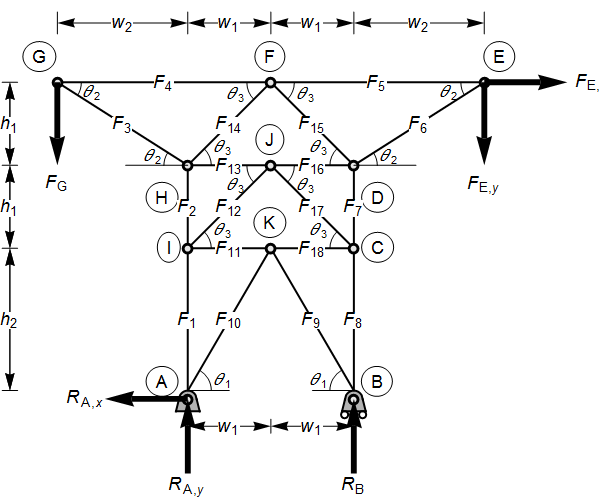 w2 w1 w1 w2
G F E
F4 F5 FE,
θ2 θ3 θ3 θ2
h1 F3 F14 F15 F6
J
θ2 θ3 θ3 θ2
F13 F16
FG H D FE,y
F2 θ3 θ3 F7
h1 F12 F17
K
I θ3 θ3 C
F11 F18
h2 F1 F10 F9 F8
A θ1 θ1 B
RA,x
w1 w1
RA,y RB